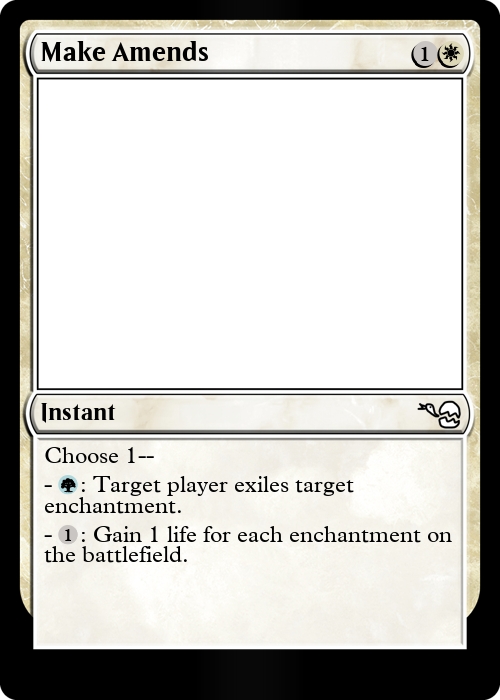 Make Amends 1
Instant
Choose 1--
- : Target player exiles target
enchantment.
- 1: Gain 1 life for each enchantment on
the battlefield.